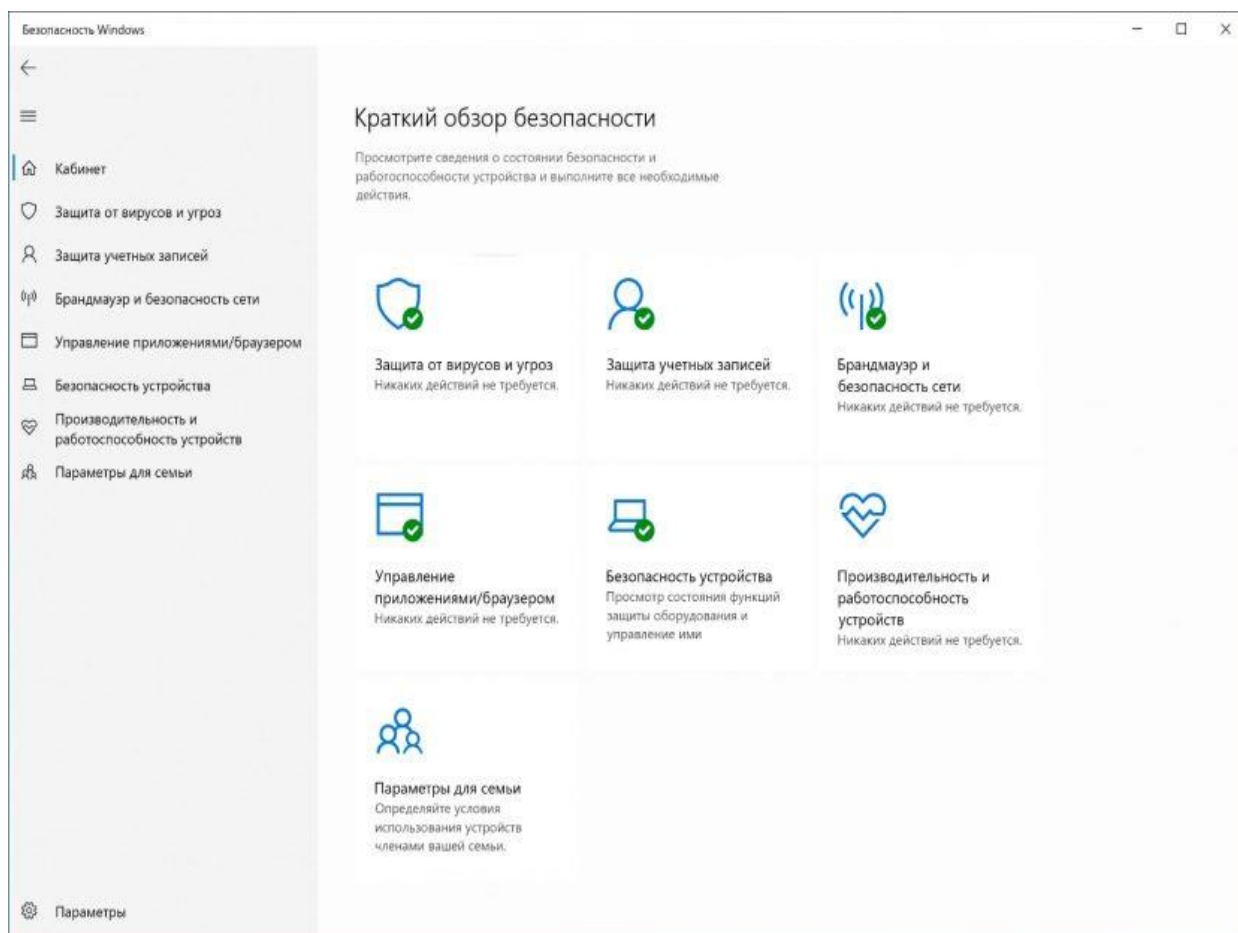 Безопасность Windows
Кабинет
Защита от вирусов и угроз
Защита учетных записей
Брандмауэр и безопасность сети
Управление приложениями/браузером
Безопасность устройства
Производительность и
работоспособность устройств
Параметры для семьи
Параметры
Краткий обзор безопасности
Просмотрите сведения о состоянии безопасности и
работоспособности устройства и выполните все необходимые
действия.
Защита от вирусов и угроз
Никаких действий не требуется.
Защита учетных записей
Никаких действий не требуется.
Брандмауэр и
безопасность сети
Никаких действий не требуется.
Управление
приложениями/браузером
Никаких действий не требуется.
Безопасность устройства
Просмотр состояния функций
защиты оборудования и
управление ими
Производительность и
работоспособность
устройств
Никаких действий не требуется.
Параметры для семьи
Определяйте условия
использования устройств
членами вашей семьи.